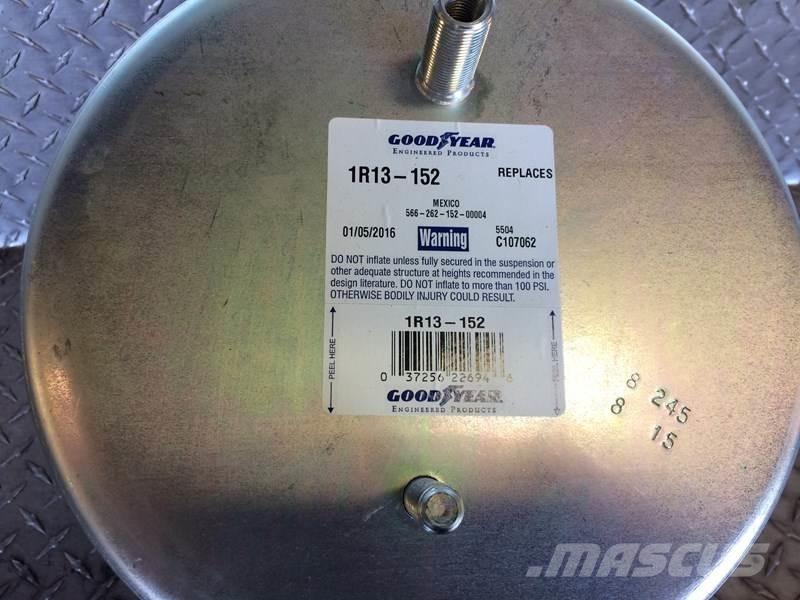 GOODYEAR
ENGINEERED PRODUCTS
1R13-152 REPLACES
MEXICO
566-262-152-00004
01/05/2016 Warning 5504
C107062
DO NOT inflate unless fully secured in the suspension or
other adequate structure at heights recommended in the
design literature. DO NOT inflate to more than 100 PSI.
OTHERWISE BODILY INJURY COULD RESULT.
1R13-152
PEEL HERE
PEEL HERE
0 37256 22694 6
GOODYEAR
ENGINEERED PRODUCTS
8 245
8 15
MASCUS